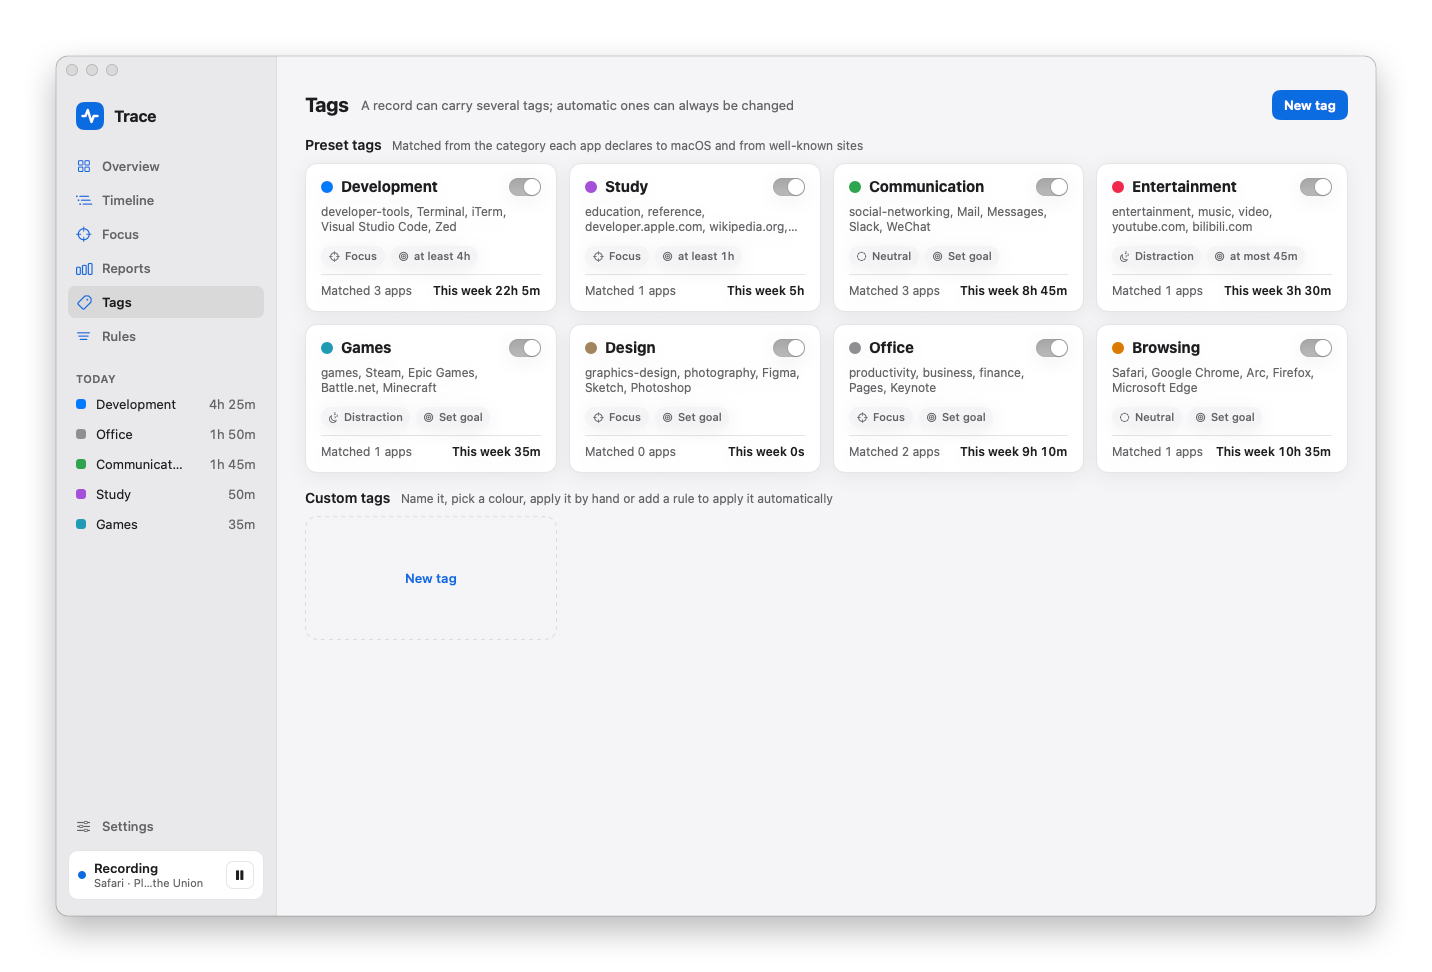 Trace
Overview
Timeline
Focus
Reports
Tags
Rules
TODAY
Development 4h 25m
Office 1h 50m
Communicat... 1h 45m
Study 50m
Games 35m
Settings
Recording
Safari · Pl...the Union
Tags A record can carry several tags; automatic ones can always be changed
New tag
Preset tags Matched from the category each app declares to macOS and from well-known sites
Development
developer-tools, Terminal, iTerm,
Visual Studio Code, Zed
Focus at least 4h
Matched 3 apps This week 22h 5m
Study
education, reference,
developer.apple.com, wikipedia.org,...
Focus at least 1h
Matched 1 apps This week 5h
Communication
social-networking, Mail, Messages,
Slack, WeChat
Neutral Set goal
Matched 3 apps This week 8h 45m
Entertainment
entertainment, music, video,
youtube.com, bilibili.com
Distraction at most 45m
Matched 1 apps This week 3h 30m
Games
games, Steam, Epic Games,
Battle.net, Minecraft
Distraction Set goal
Matched 1 apps This week 35m
Design
graphics-design, photography, Figma,
Sketch, Photoshop
Focus Set goal
Matched 0 apps This week 0s
Office
productivity, business, finance,
Pages, Keynote
Focus Set goal
Matched 2 apps This week 9h 10m
Browsing
Safari, Google Chrome, Arc, Firefox,
Microsoft Edge
Neutral Set goal
Matched 1 apps This week 10h 35m
Custom tags Name it, pick a colour, apply it by hand or add a rule to apply it automatically
New tag